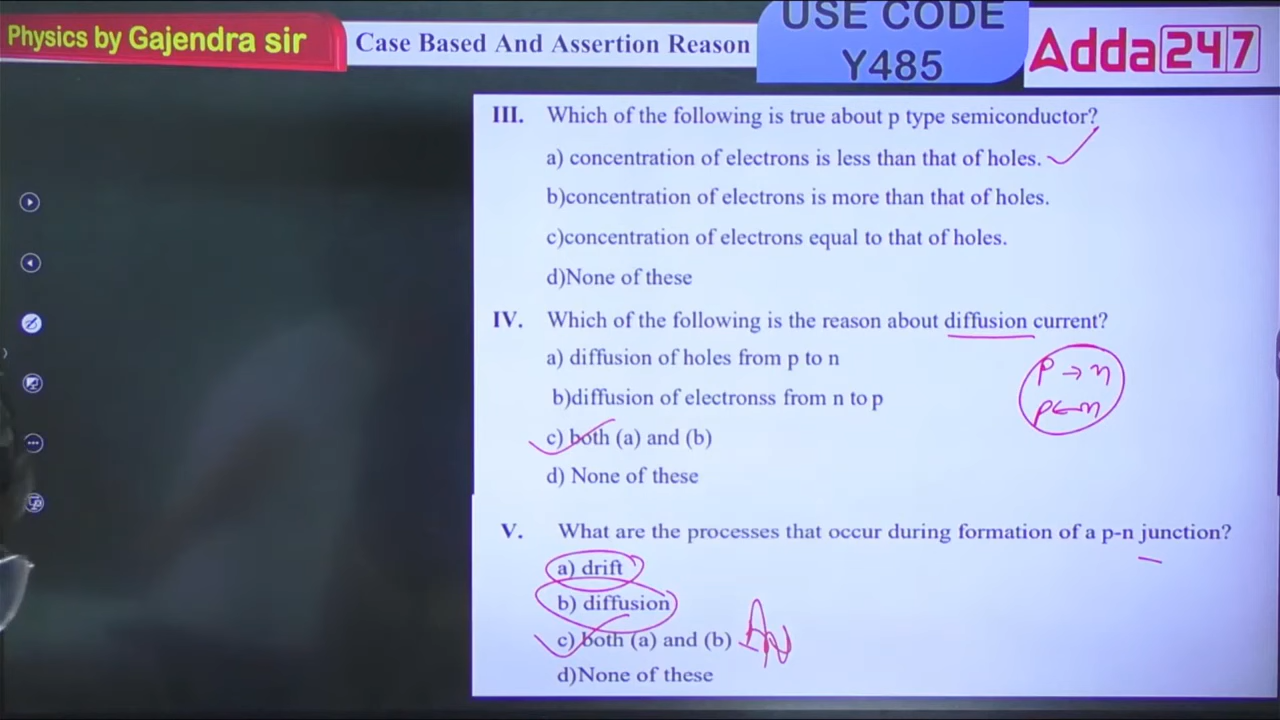 Physics by Gajendra sir
Case Based And Assertion Reason
USE CODE
Y485
Adda247
III. Which of the following is true about p type semiconductor?
a) concentration of electrons is less than that of holes.
b)concentration of electrons is more than that of holes.
c)concentration of electrons equal to that of holes.
d)None of these
IV. Which of the following is the reason about diffusion current?
a) diffusion of holes from p to n
b)diffusion of electronss from n to p
c) both (a) and (b)
d) None of these
P → n
P ← n
V. What are the processes that occur during formation of a p-n junction?
a) drift
b) diffusion
c) both (a) and (b)
d)None of these